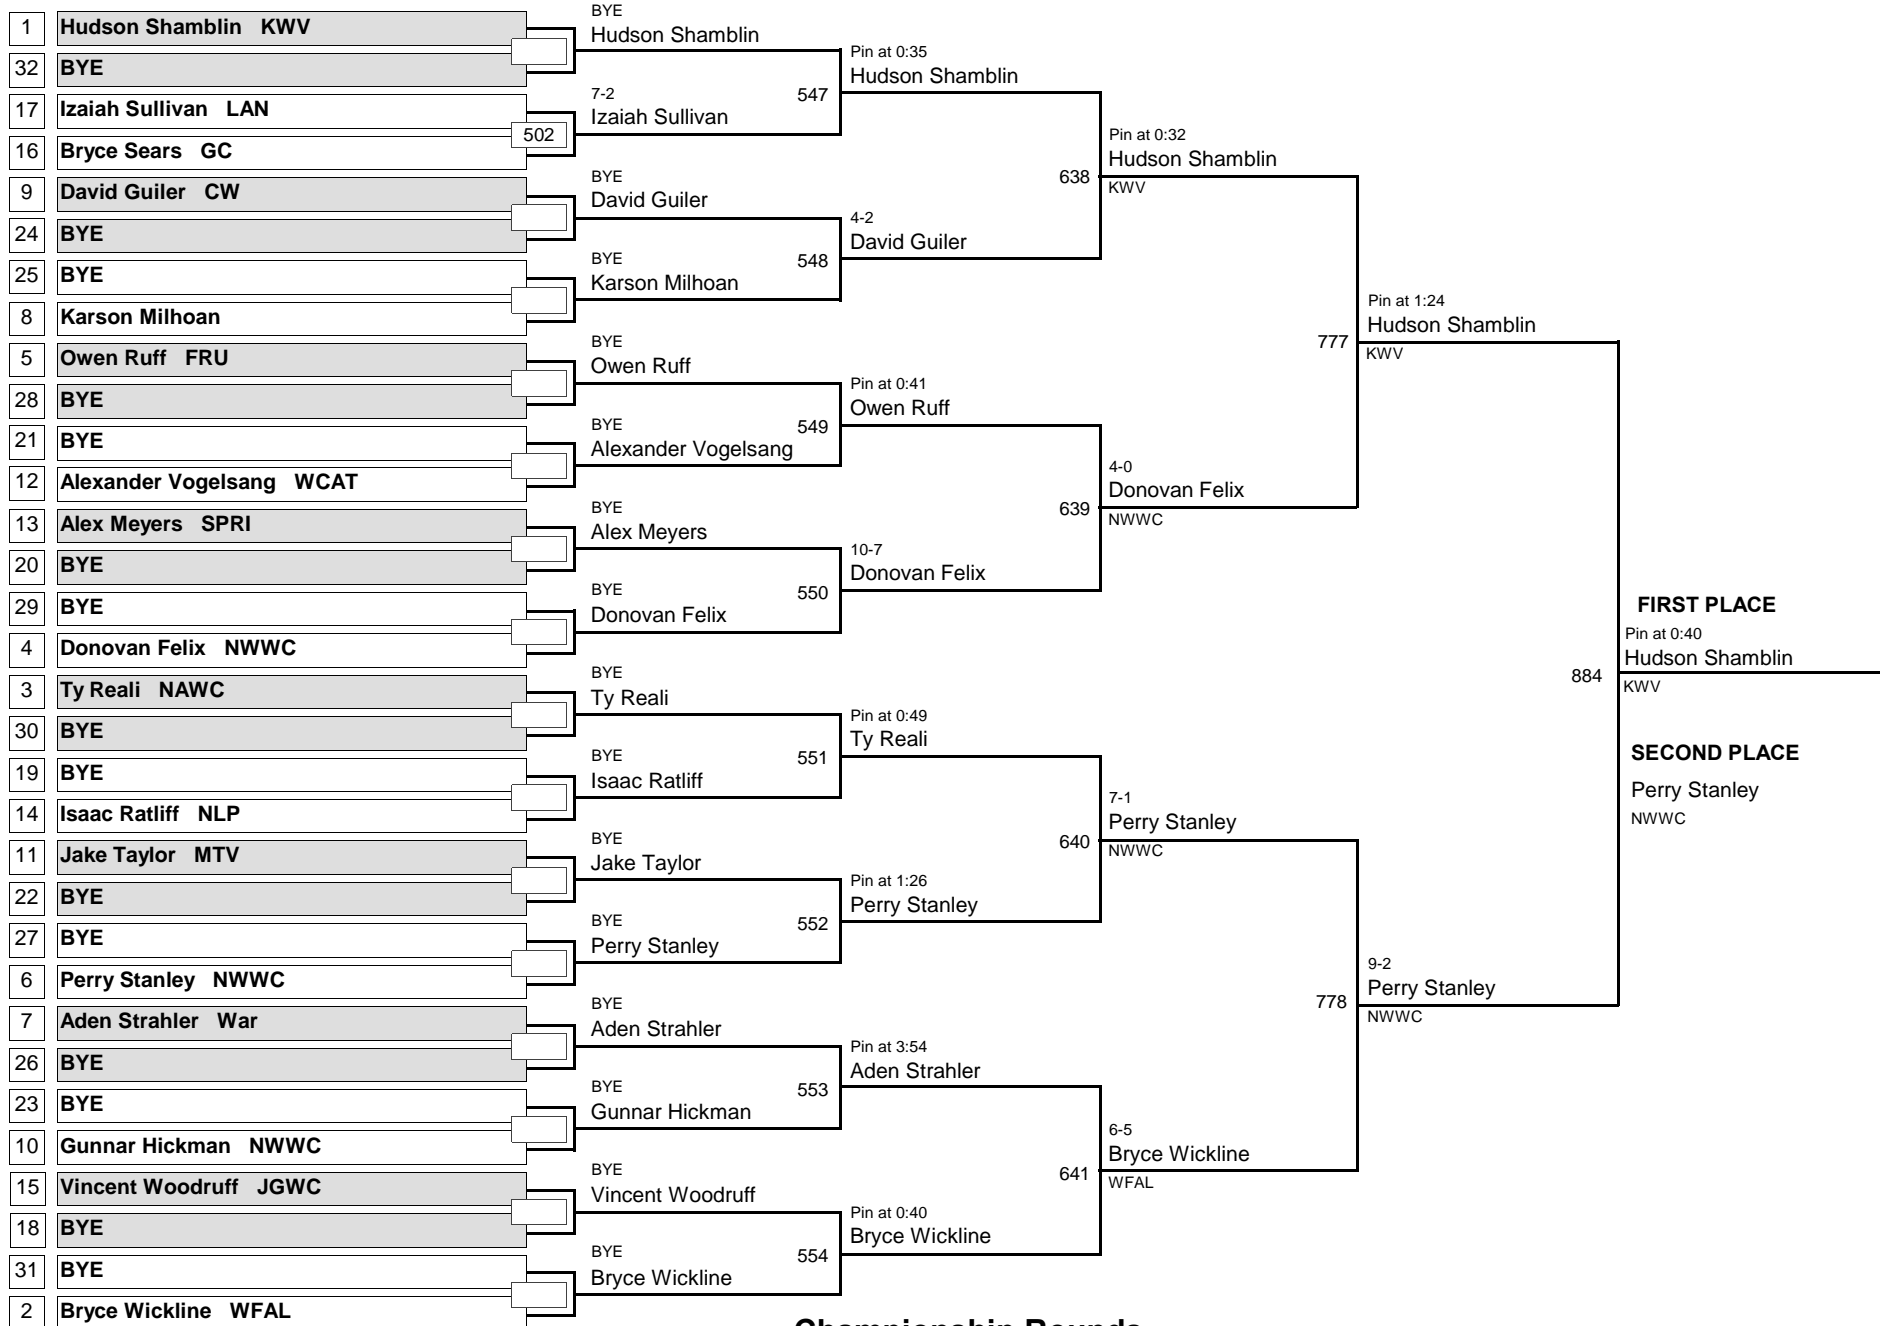 1 Hudson Shamblin KWV
32 BYE
17 Izaiah Sullivan LAN
502
16 Bryce Sears GC
9 David Guiler CW
24 BYE
25 BYE
8 Karson Milhoan
5 Owen Ruff FRU
28 BYE
21 BYE
12 Alexander Vogelsang WCAT
13 Alex Meyers SPRI
20 BYE
29 BYE
4 Donovan Felix NWWC
3 Ty Reali NAWC
30 BYE
19 BYE
14 Isaac Ratliff NLP
11 Jake Taylor MTV
22 BYE
27 BYE
6 Perry Stanley NWWC
7 Aden Strahler War
26 BYE
23 BYE
10 Gunnar Hickman NWWC
15 Vincent Woodruff JGWC
18 BYE
31 BYE
2 Bryce Wickline WFAL
BYE
Hudson Shamblin
7-2
547
Izaiah Sullivan
BYE
David Guiler
BYE
548
Karson Milhoan
BYE
Owen Ruff
BYE
549
Alexander Vogelsang
BYE
Alex Meyers
BYE
550
Donovan Felix
BYE
Ty Reali
BYE
551
Isaac Ratliff
BYE
Jake Taylor
BYE
552
Perry Stanley
BYE
Aden Strahler
BYE
553
Gunnar Hickman
BYE
Vincent Woodruff
BYE
554
Bryce Wickline
Pin at 0:35
Hudson Shamblin
638
4-2
David Guiler
Pin at 0:41
Owen Ruff
639
10-7
Donovan Felix
Pin at 0:49
Ty Reali
640
Pin at 1:26
Perry Stanley
Pin at 3:54
Aden Strahler
641
Pin at 0:40
Bryce Wickline
Pin at 0:32
Hudson Shamblin
KWV
777
4-0
Donovan Felix
NWWC
7-1
Perry Stanley
NWWC
778
6-5
Bryce Wickline
WFAL
Pin at 1:24
Hudson Shamblin
KWV
884
9-2
Perry Stanley
NWWC
FIRST PLACE
Pin at 0:40
Hudson Shamblin
KWV
SECOND PLACE
Perry Stanley
NWWC
Championship Rounds